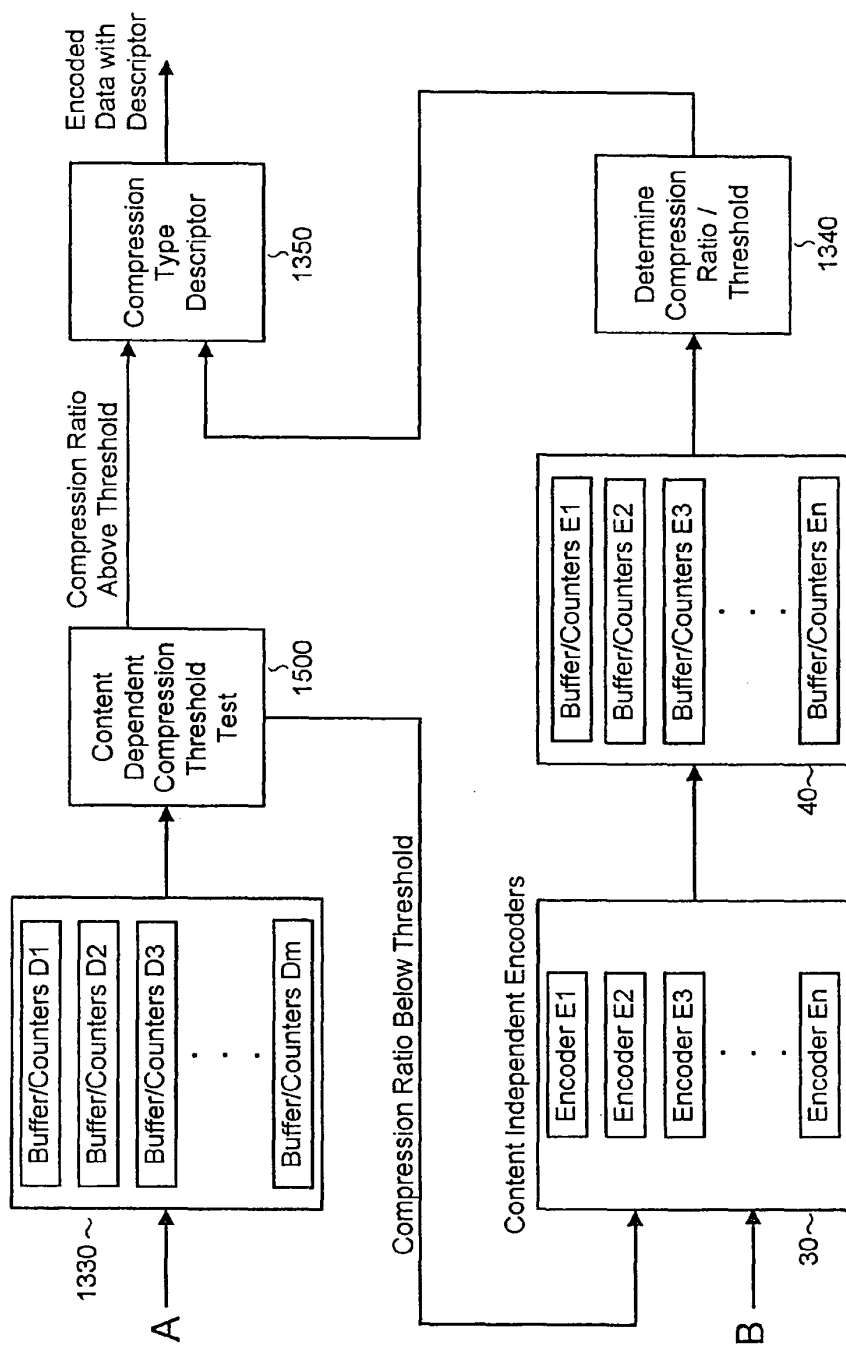 A
1330
Buffer/Counters D1
Buffer/Counters D2
Buffer/Counters D3
. . .
Buffer/Counters Dm
Content
Dependent
Compression
Threshold
Test
1500
Compression Ratio
Above Threshold
Compression
Type
Descriptor
1350
Encoded
Data with
Descriptor
Compression Ratio Below Threshold
B
Content Independent Encoders
Encoder E1
Encoder E2
Encoder E3
. . .
Encoder En
30
Buffer/Counters E1
Buffer/Counters E2
Buffer/Counters E3
. . .
Buffer/Counters En
40
Determine
Compression
Ratio /
Threshold
1340